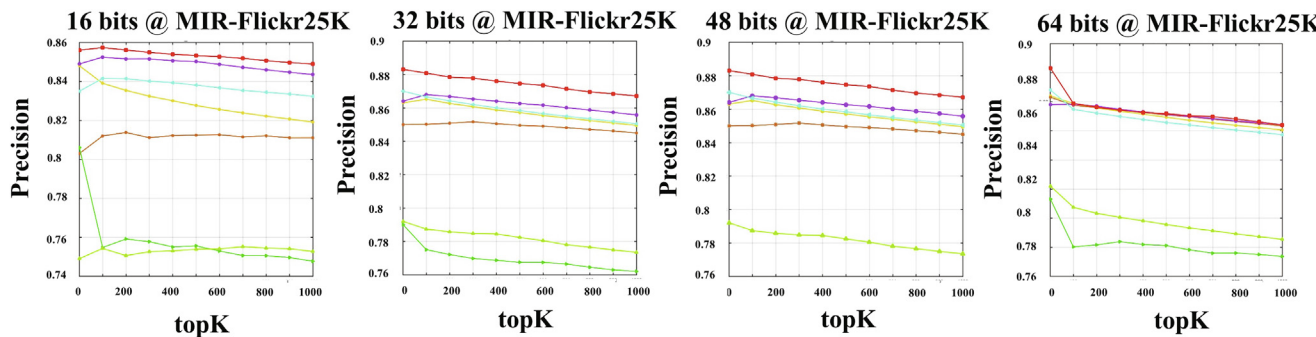 16 bits @ MIR-Flickr25K
Precision
0.86
0.84
0.82
0.8
0.78
0.76
0.74
0 200 400 600 800 1000
topK
32 bits @ MIR-Flickr25K
Precision
0.9
0.88
0.86
0.84
0.82
0.8
0.78
0.76
0 200 400 600 800 1000
topK
48 bits @ MIR-Flickr25K
Precision
0.9
0.88
0.86
0.84
0.82
0.8
0.78
0.76
0 200 400 600 800 1000
topK
64 bits @ MIR-Flickr25K
Precision
0.9
0.88
0.86
0.84
0.82
0.8
0.78
0.76
0 200 400 600 800 1000
topK